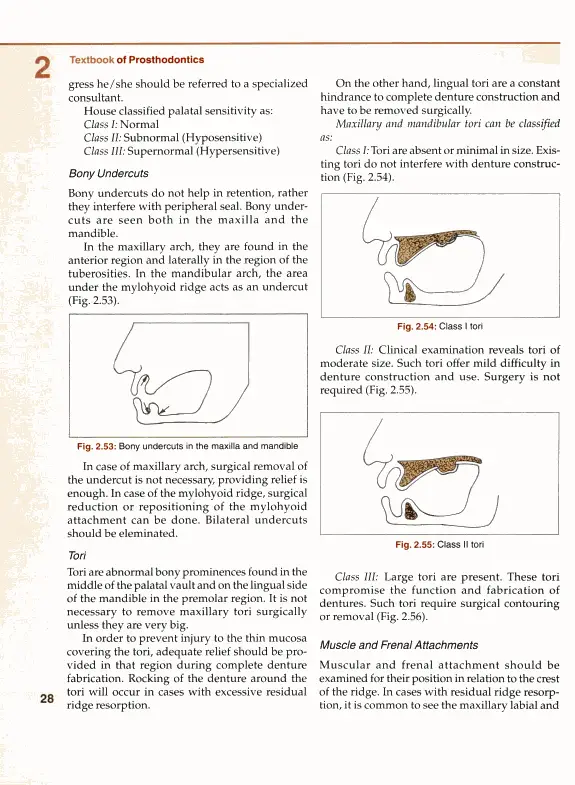 2
Textbook of Prosthodontics
gress he/she should be referred to a specialized
consultant.
House classified palatal sensitivity as:
Class I: Normal
Class II: Subnormal (Hyposensitive)
Class III: Supernormal (Hypersensitive)
Bony Undercuts
Bony undercuts do not help in retention, rather
they interfere with peripheral seal. Bony under-
cuts are seen both in the maxilla and the
mandible.
In the maxillary arch, they are found in the
anterior region and laterally in the region of the
tuberosities. In the mandibular arch, the area
under the mylohyoid ridge acts as an undercut
(Fig. 2.53).
Fig. 2.53: Bony undercuts in the maxilla and mandible
In case of maxillary arch, surgical removal of
the undercut is not necessary, providing relief is
enough. In case of the mylohyoid ridge, surgical
reduction or repositioning of the mylohyoid
attachment can be done. Bilateral undercuts
should be eleminated.
Tori
Tori are abnormal bony prominences found in the
middle of the palatal vault and on the lingual side
of the mandible in the premolar region. It is not
necessary to remove maxillary tori surgically
unless they are very big.
In order to prevent injury to the thin mucosa
covering the tori, adequate relief should be pro-
vided in that region during complete denture
fabrication. Rocking of the denture around the
tori will occur in cases with excessive residual
ridge resorption.
28
On the other hand, lingual tori are a constant
hindrance to complete denture construction and
have to be removed surgically.
Maxillary and mandibular tori can be classified
as:
Class I: Tori are absent or minimal in size. Exis-
ting tori do not interfere with denture construc-
tion (Fig. 2.54).
Fig. 2.54: Class I tori
Class II: Clinical examination reveals tori of
moderate size. Such tori offer mild difficulty in
denture construction and use. Surgery is not
required (Fig. 2.55).
Fig. 2.55: Class II tori
Class III: Large tori are present. These tori
compromise the function and fabrication of
dentures. Such tori require surgical contouring
or removal (Fig. 2.56).
Muscle and Frenal Attachments
Muscular and frenal attachment should be
examined for their position in relation to the crest
of the ridge. In cases with residual ridge resorp-
tion, it is common to see the maxillary labial and